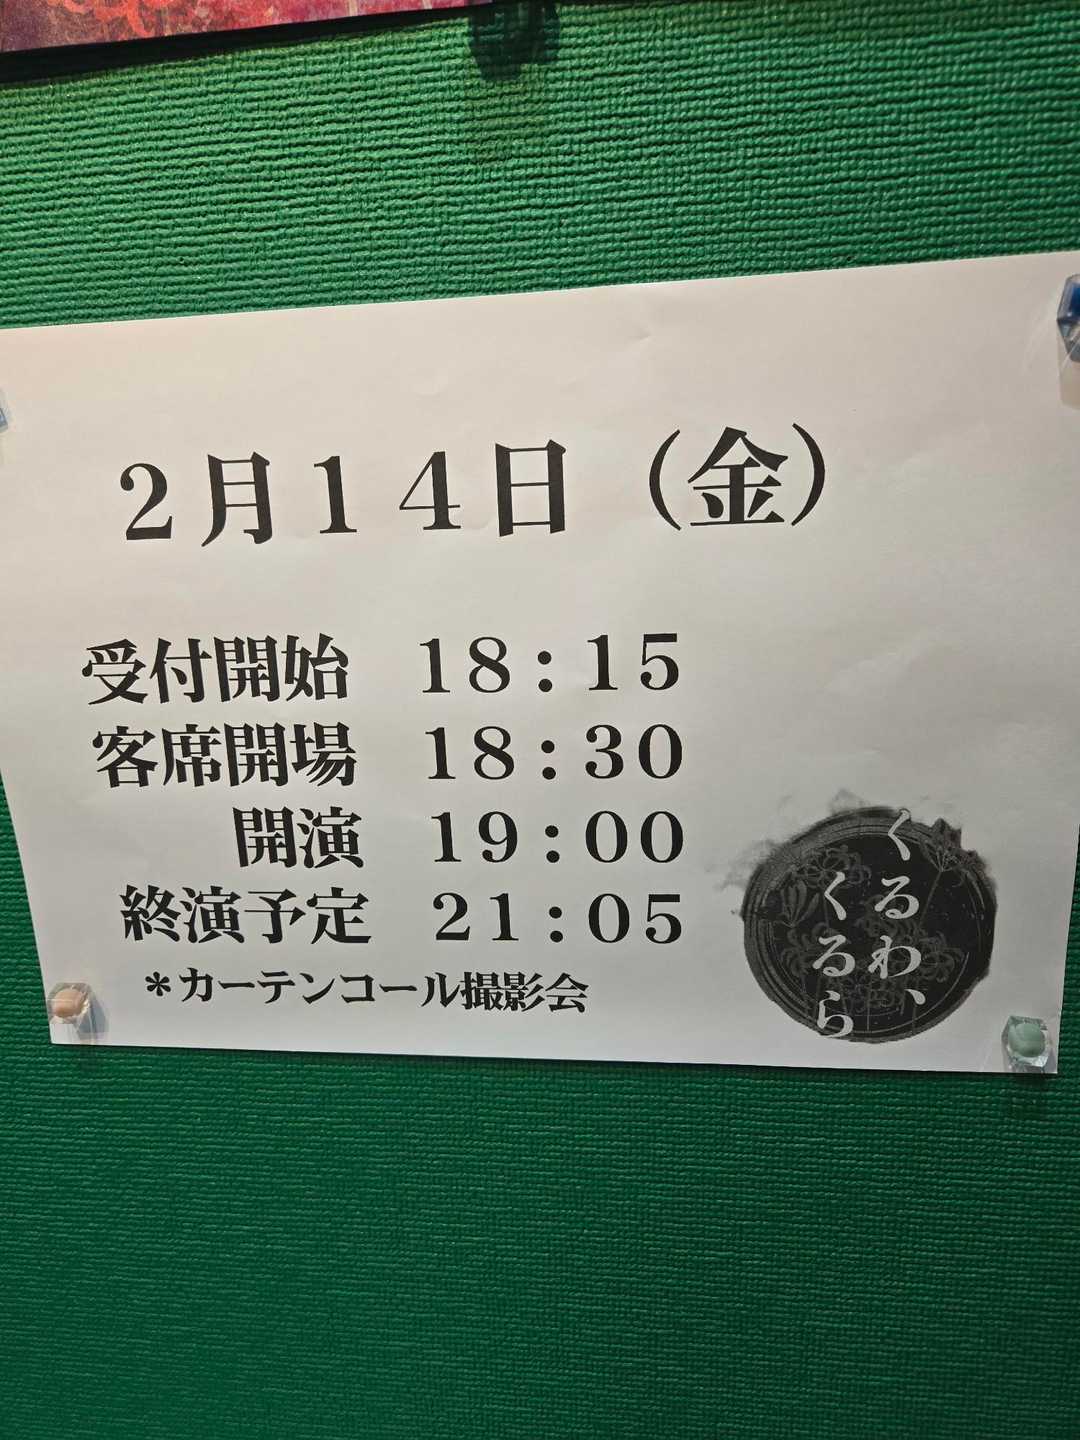 2月14日（金）
受付開始　18：15
客席開場　18：30
開演　19：00
終演予定　21：05
＊カーテンコール撮影会
くるわ、
くるら